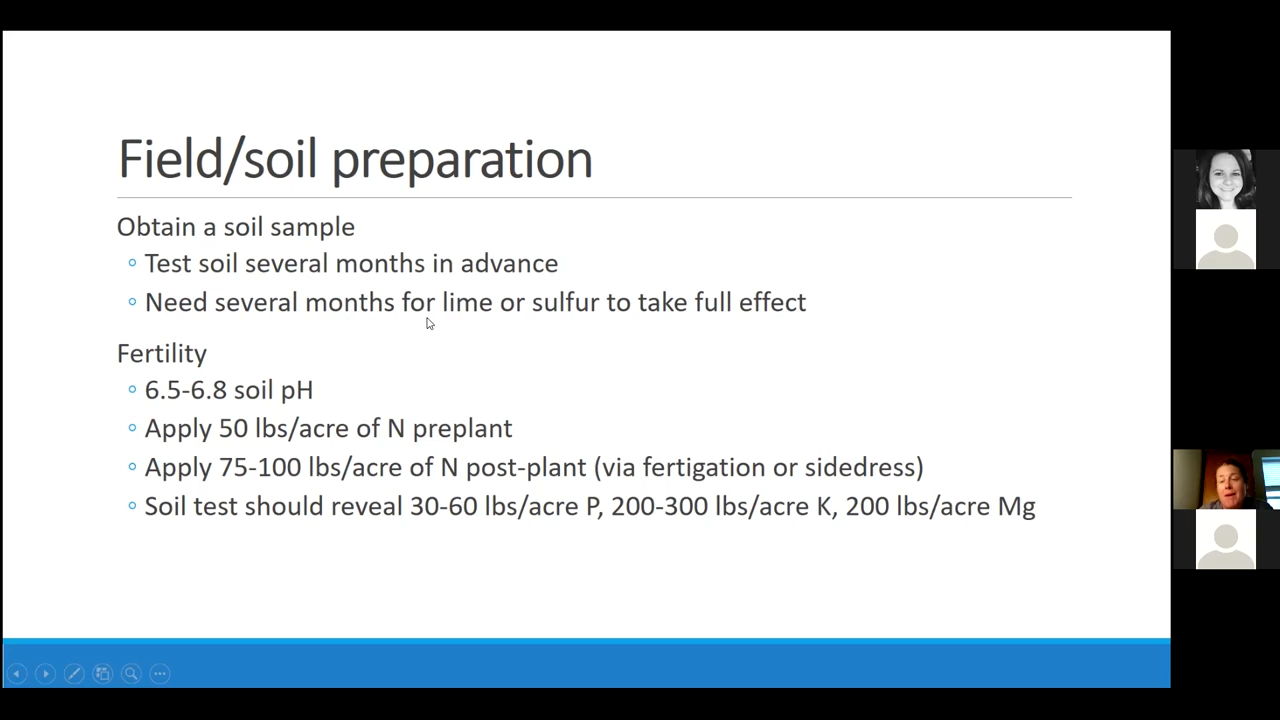 Field/soil preparation
Obtain a soil sample
Test soil several months in advance
Need several months for lime or sulfur to take full effect
Fertility
6.5-6.8 soil pH
Apply 50 lbs/acre of N preplant
Apply 75-100 lbs/acre of N post-plant (via fertigation or sidedress)
Soil test should reveal 30-60 lbs/acre P, 200-300 lbs/acre K, 200 lbs/acre Mg